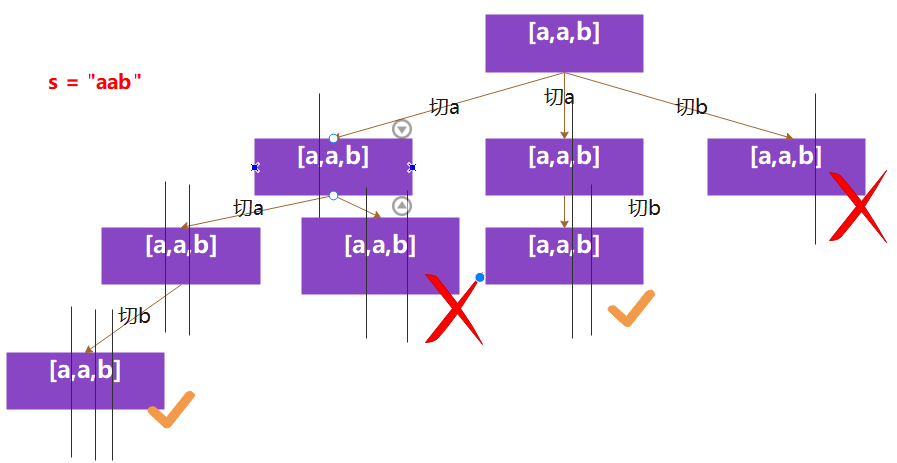 [a,a,b]
s = "aab"
切a
切a
切b
[a,a,b]
[a,a,b]
[a,a,b]
切a
切b
[a,a,b]
[a,a,b]
[a,a,b]
切b
[a,a,b]